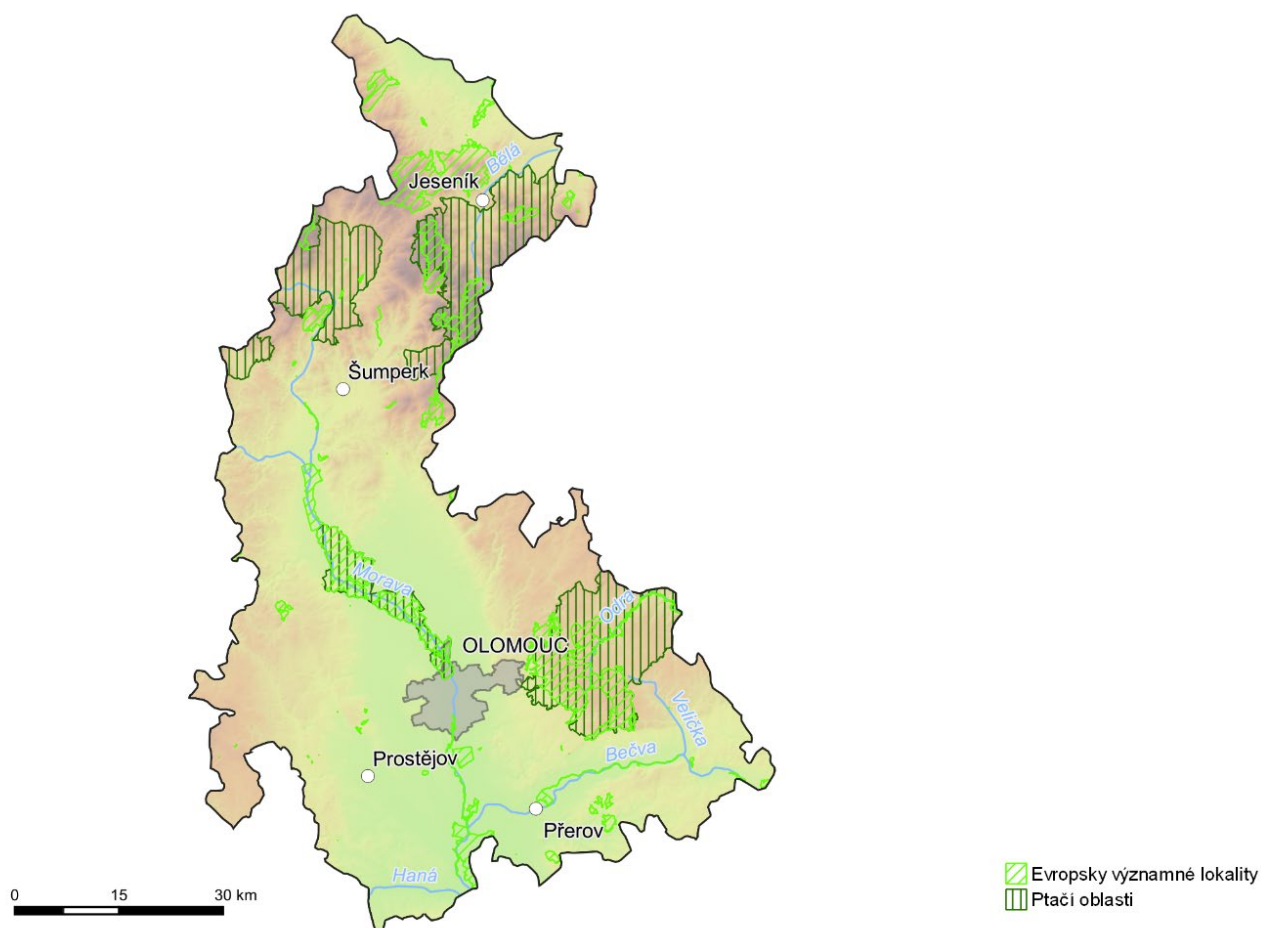 Bělá
Jeseník
Šumperk
Morava
Odra
OLOMOUC
Velička
Bečva
Prostějov
Přerov
Haná
0 15 30 km
Evropsky významné lokality
Ptačí oblasti